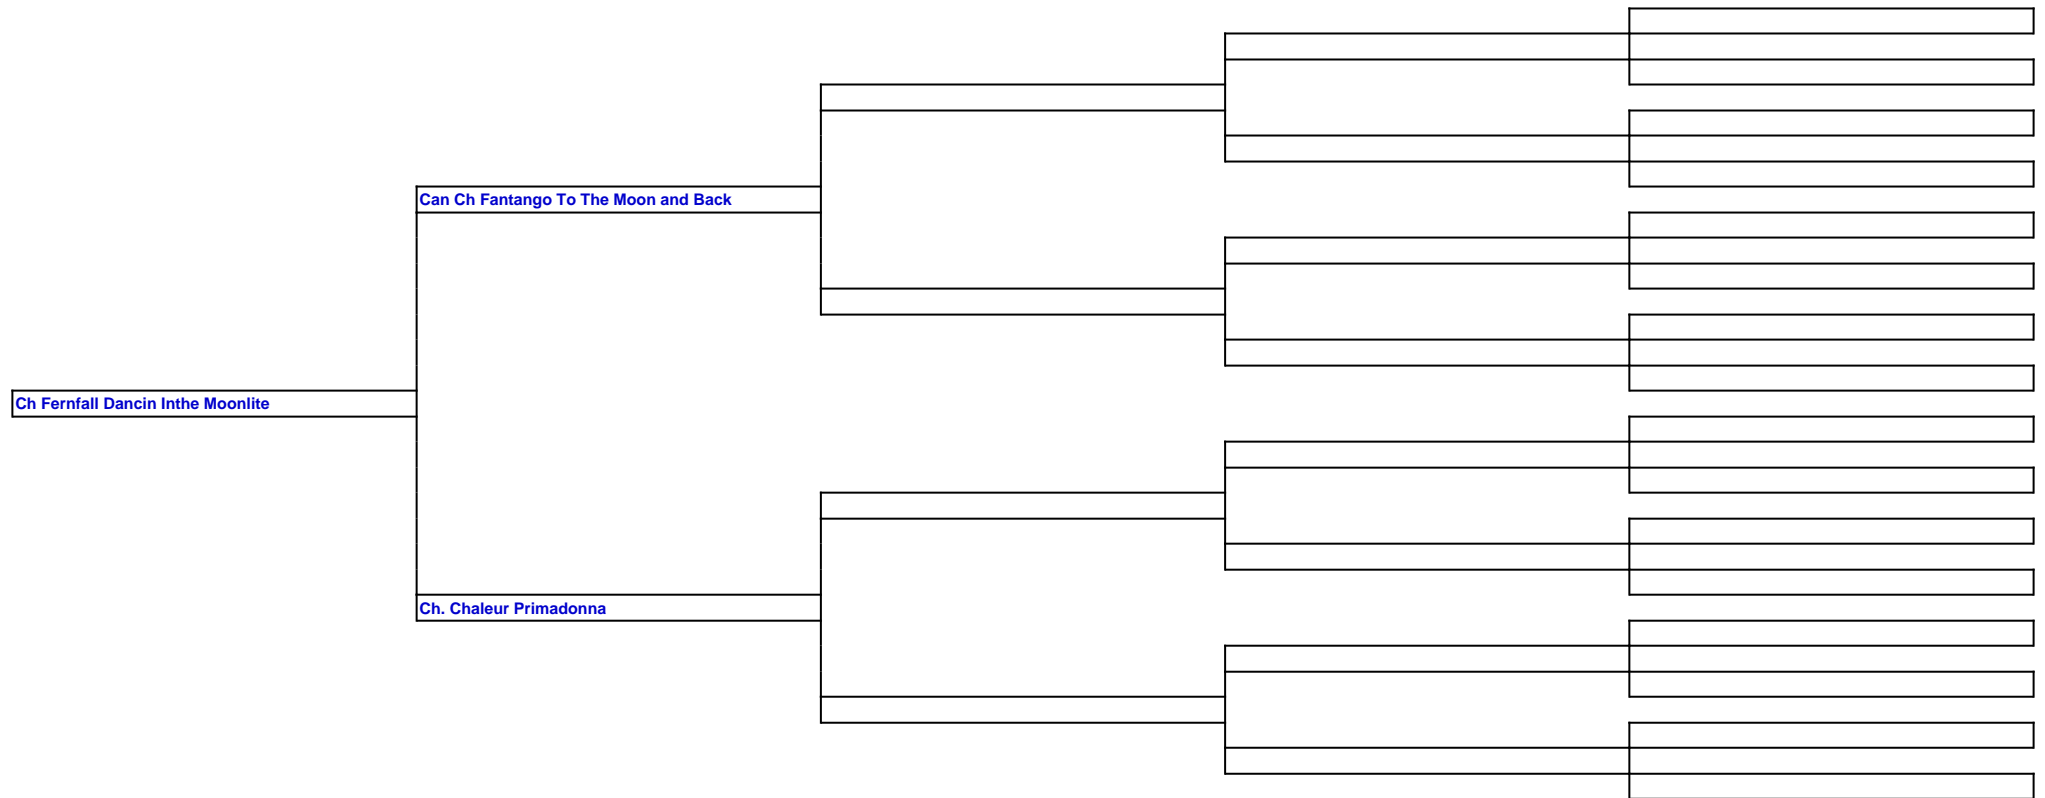 Can Ch Fantango To The Moon and Back
Ch Fernfall Dancin Inthe Moonlite
Ch. Chaleur Primadonna